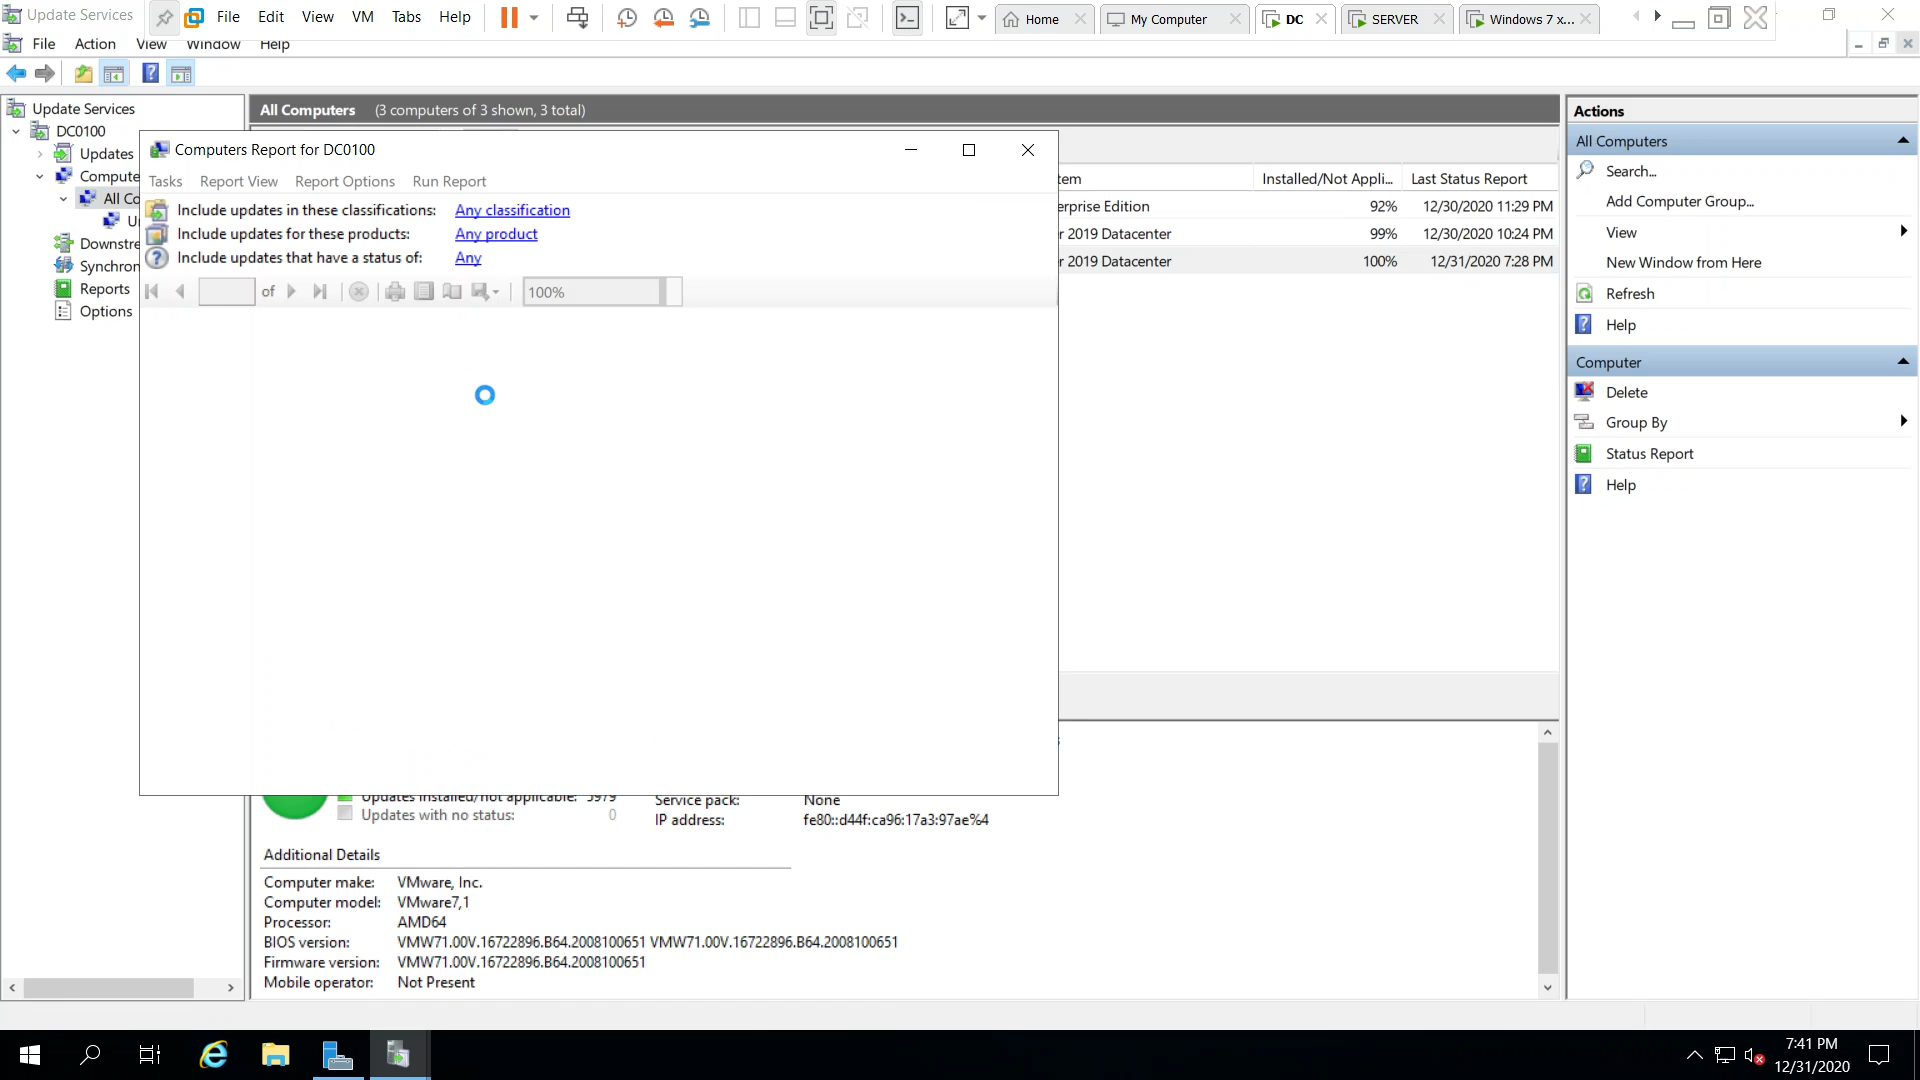 Update Services
File Edit View VM Tabs Help
Home
My Computer
DC
SERVER
Windows 7 x...
File Action View Window Help
Update Services
DC0100
Updates
Compute
All Co
Downstre
Synchron
Reports
Options
All Computers (3 computers of 3 shown, 3 total)
Installed/Not Appli... Last Status Report
erprise Edition 92% 12/30/2020 11:29 PM
2019 Datacenter 99% 12/30/2020 10:24 PM
2019 Datacenter 100% 12/31/2020 7:28 PM
Computers Report for DC0100
Tasks Report View Report Options Run Report
Include updates in these classifications: Any classification
Include updates for these products: Any product
Include updates that have a status of: Any
of
100%
Updates installed/not applicable: 5979
Updates with no status: 0
Service pack: None
IP address: fe80::d44f:ca96:17a3:97ae%4
Additional Details
Computer make: VMware, Inc.
Computer model: VMware7,1
Processor: AMD64
BIOS version: VMW71.00V.16722896.B64.2008100651 VMW71.00V.16722896.B64.2008100651
Firmware version: VMW71.00V.16722896.B64.2008100651
Mobile operator: Not Present
Actions
All Computers
Search...
Add Computer Group...
View
New Window from Here
Refresh
Help
Computer
Delete
Group By
Status Report
Help
7:41 PM
12/31/2020